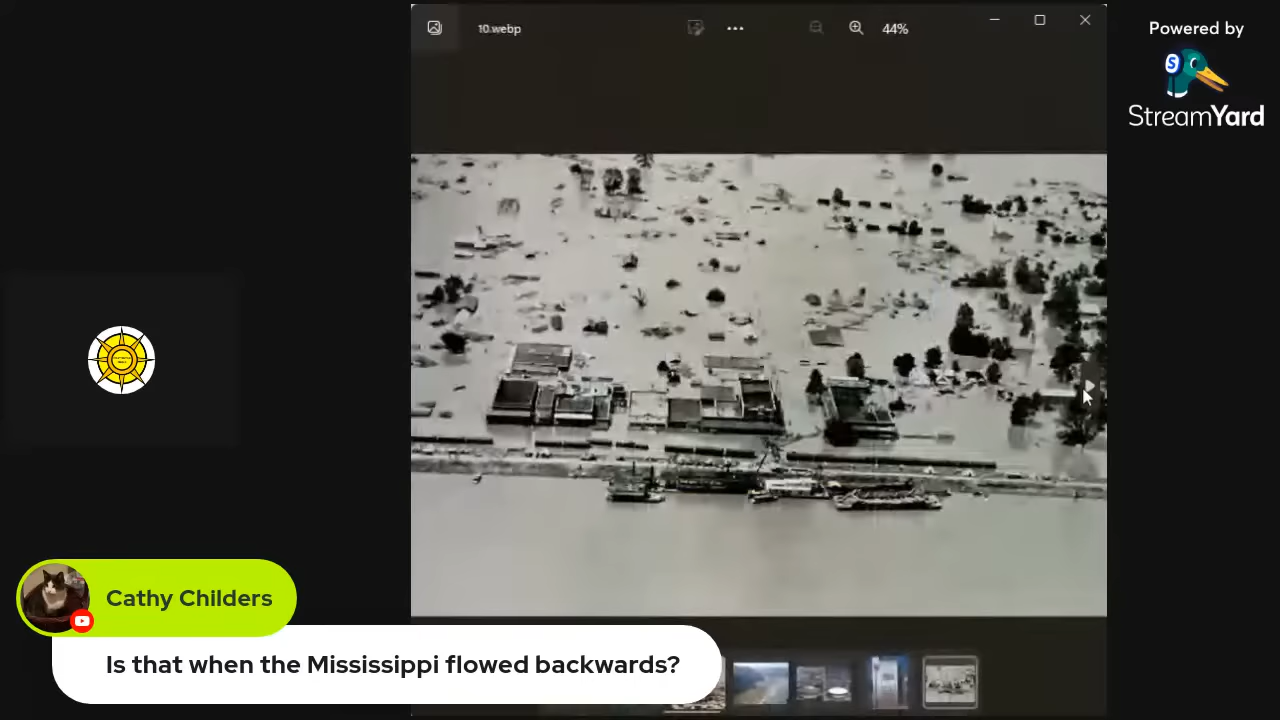 10.webp
44%
Powered by
S
StreamYard
Cathy Childers
Is that when the Mississippi flowed backwards?